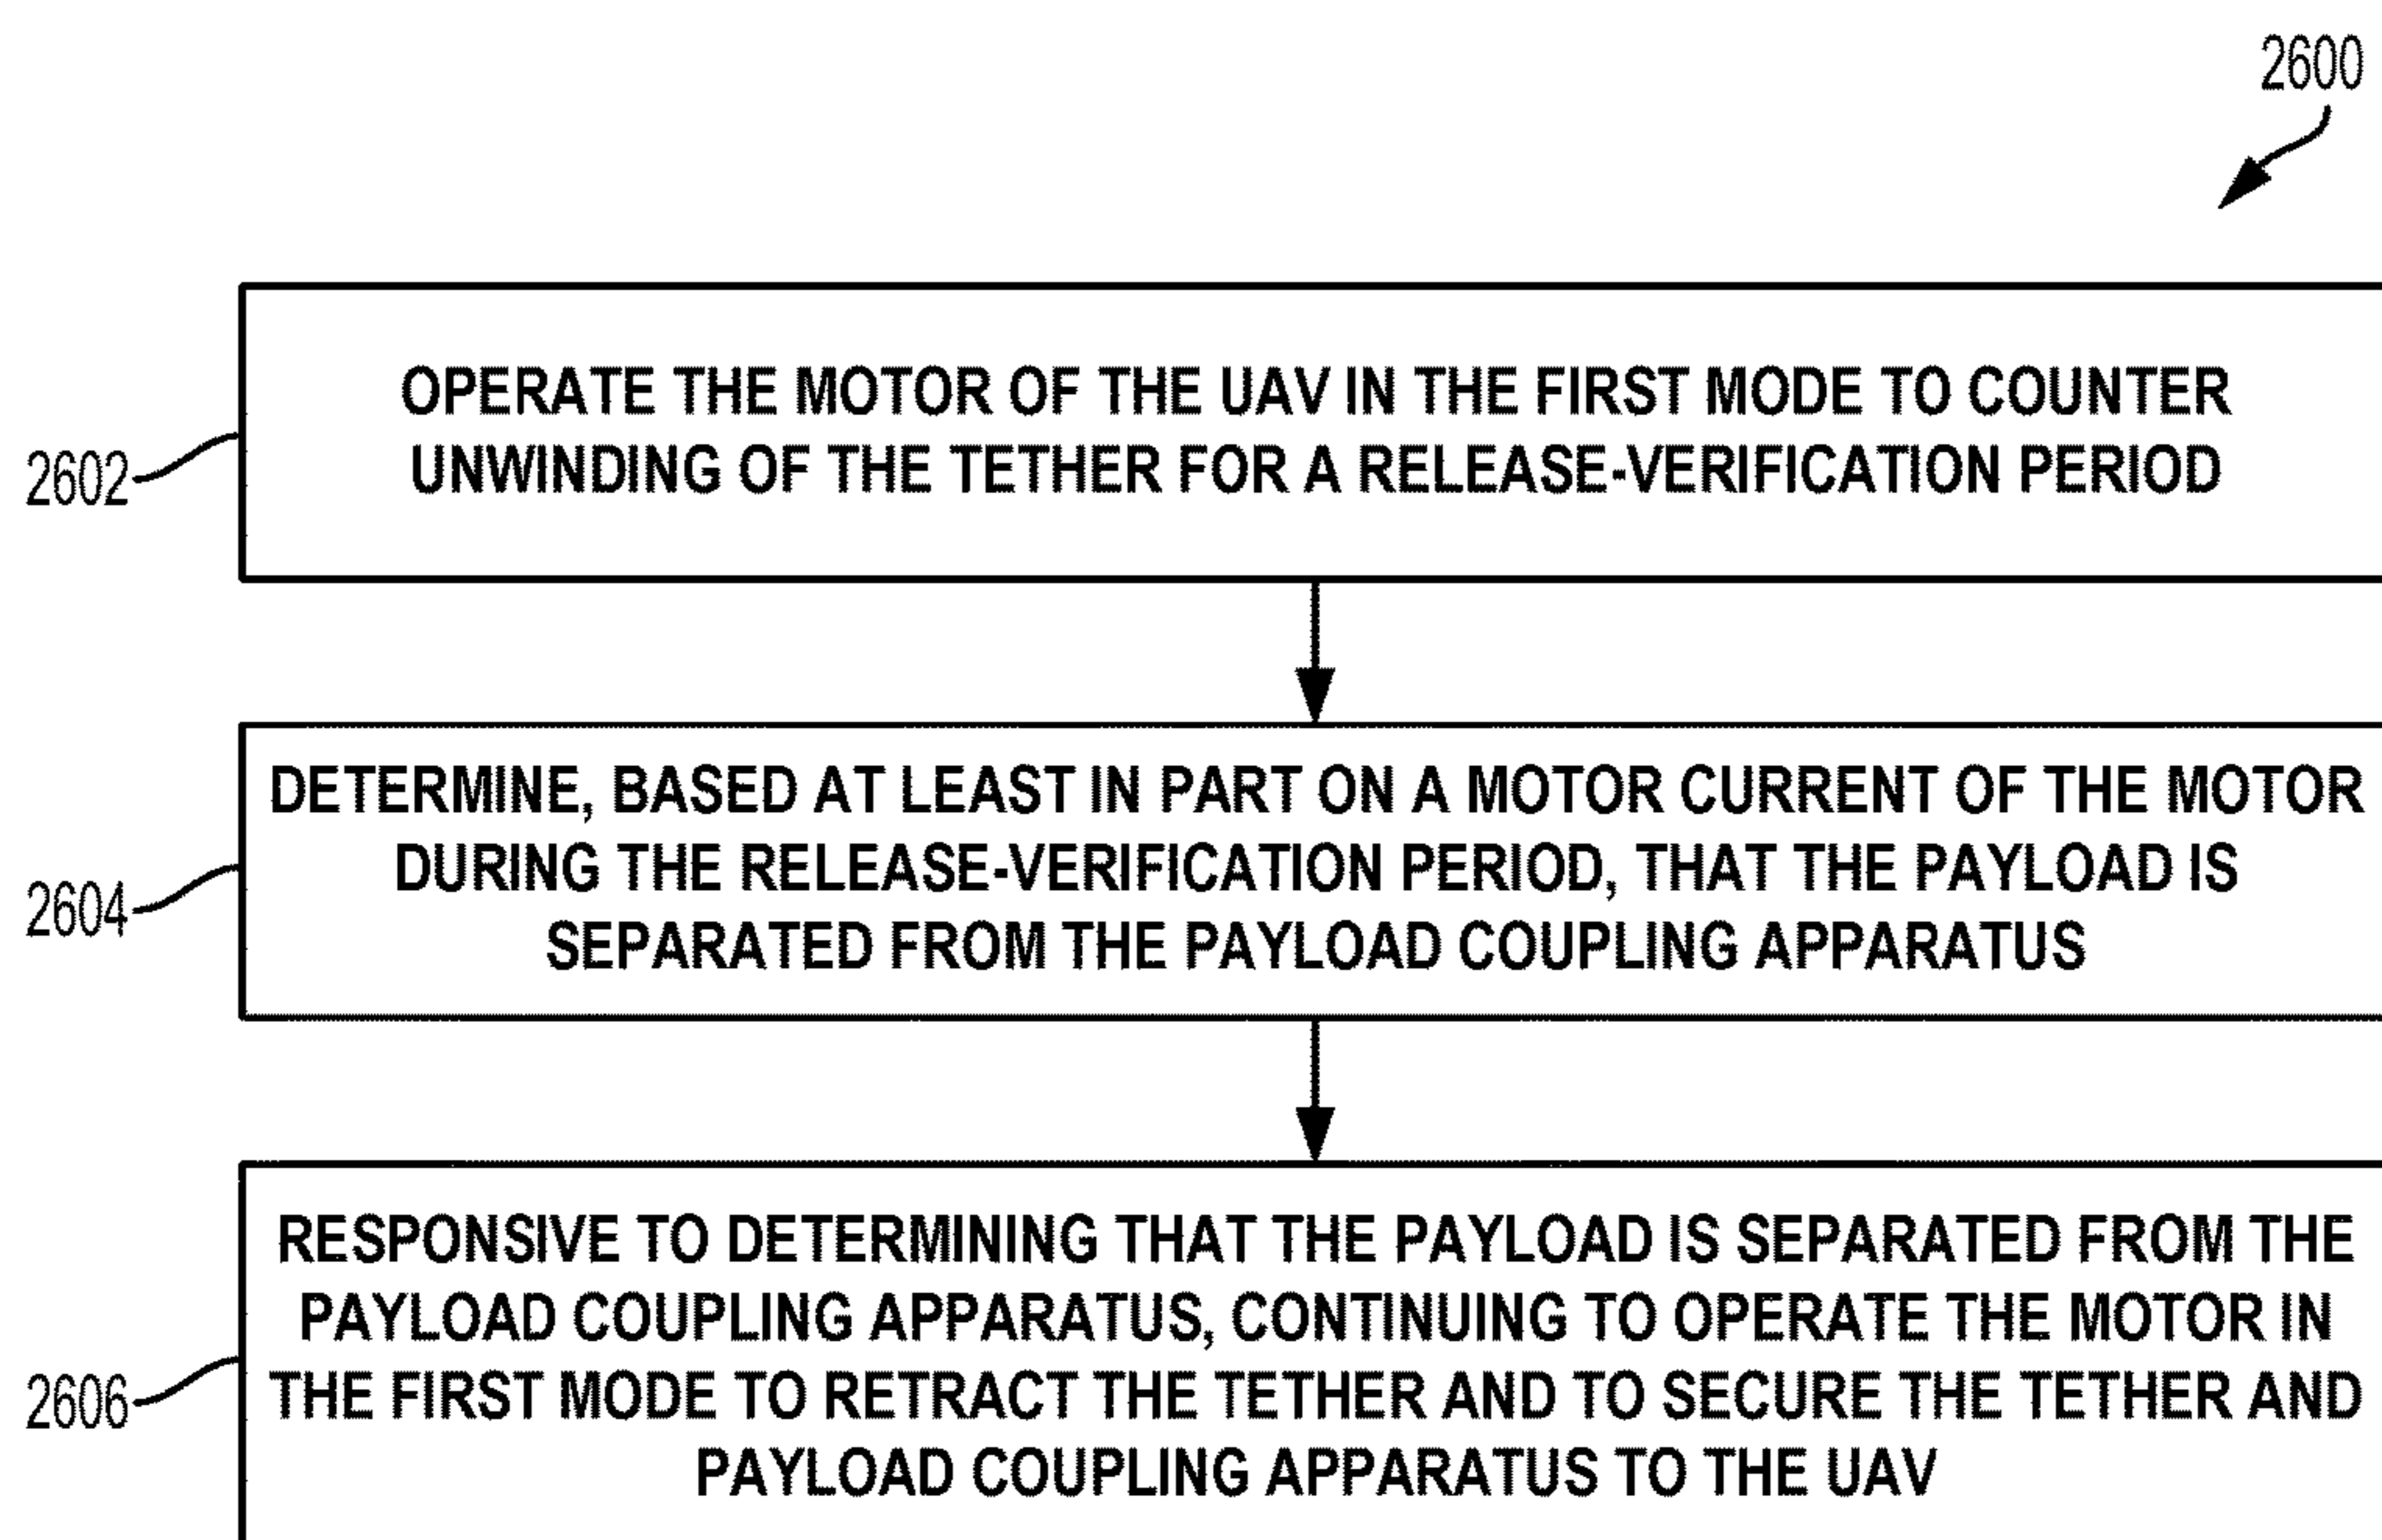 2600
OPERATE THE MOTOR OF THE UAV IN THE FIRST MODE TO COUNTER
UNWINDING OF THE TETHER FOR A RELEASE-VERIFICATION PERIOD
2602
DETERMINE, BASED AT LEAST IN PART ON A MOTOR CURRENT OF THE MOTOR
DURING THE RELEASE-VERIFICATION PERIOD, THAT THE PAYLOAD IS
SEPARATED FROM THE PAYLOAD COUPLING APPARATUS
2604
RESPONSIVE TO DETERMINING THAT THE PAYLOAD IS SEPARATED FROM THE
PAYLOAD COUPLING APPARATUS, CONTINUING TO OPERATE THE MOTOR IN
THE FIRST MODE TO RETRACT THE TETHER AND TO SECURE THE TETHER AND
PAYLOAD COUPLING APPARATUS TO THE UAV
2606